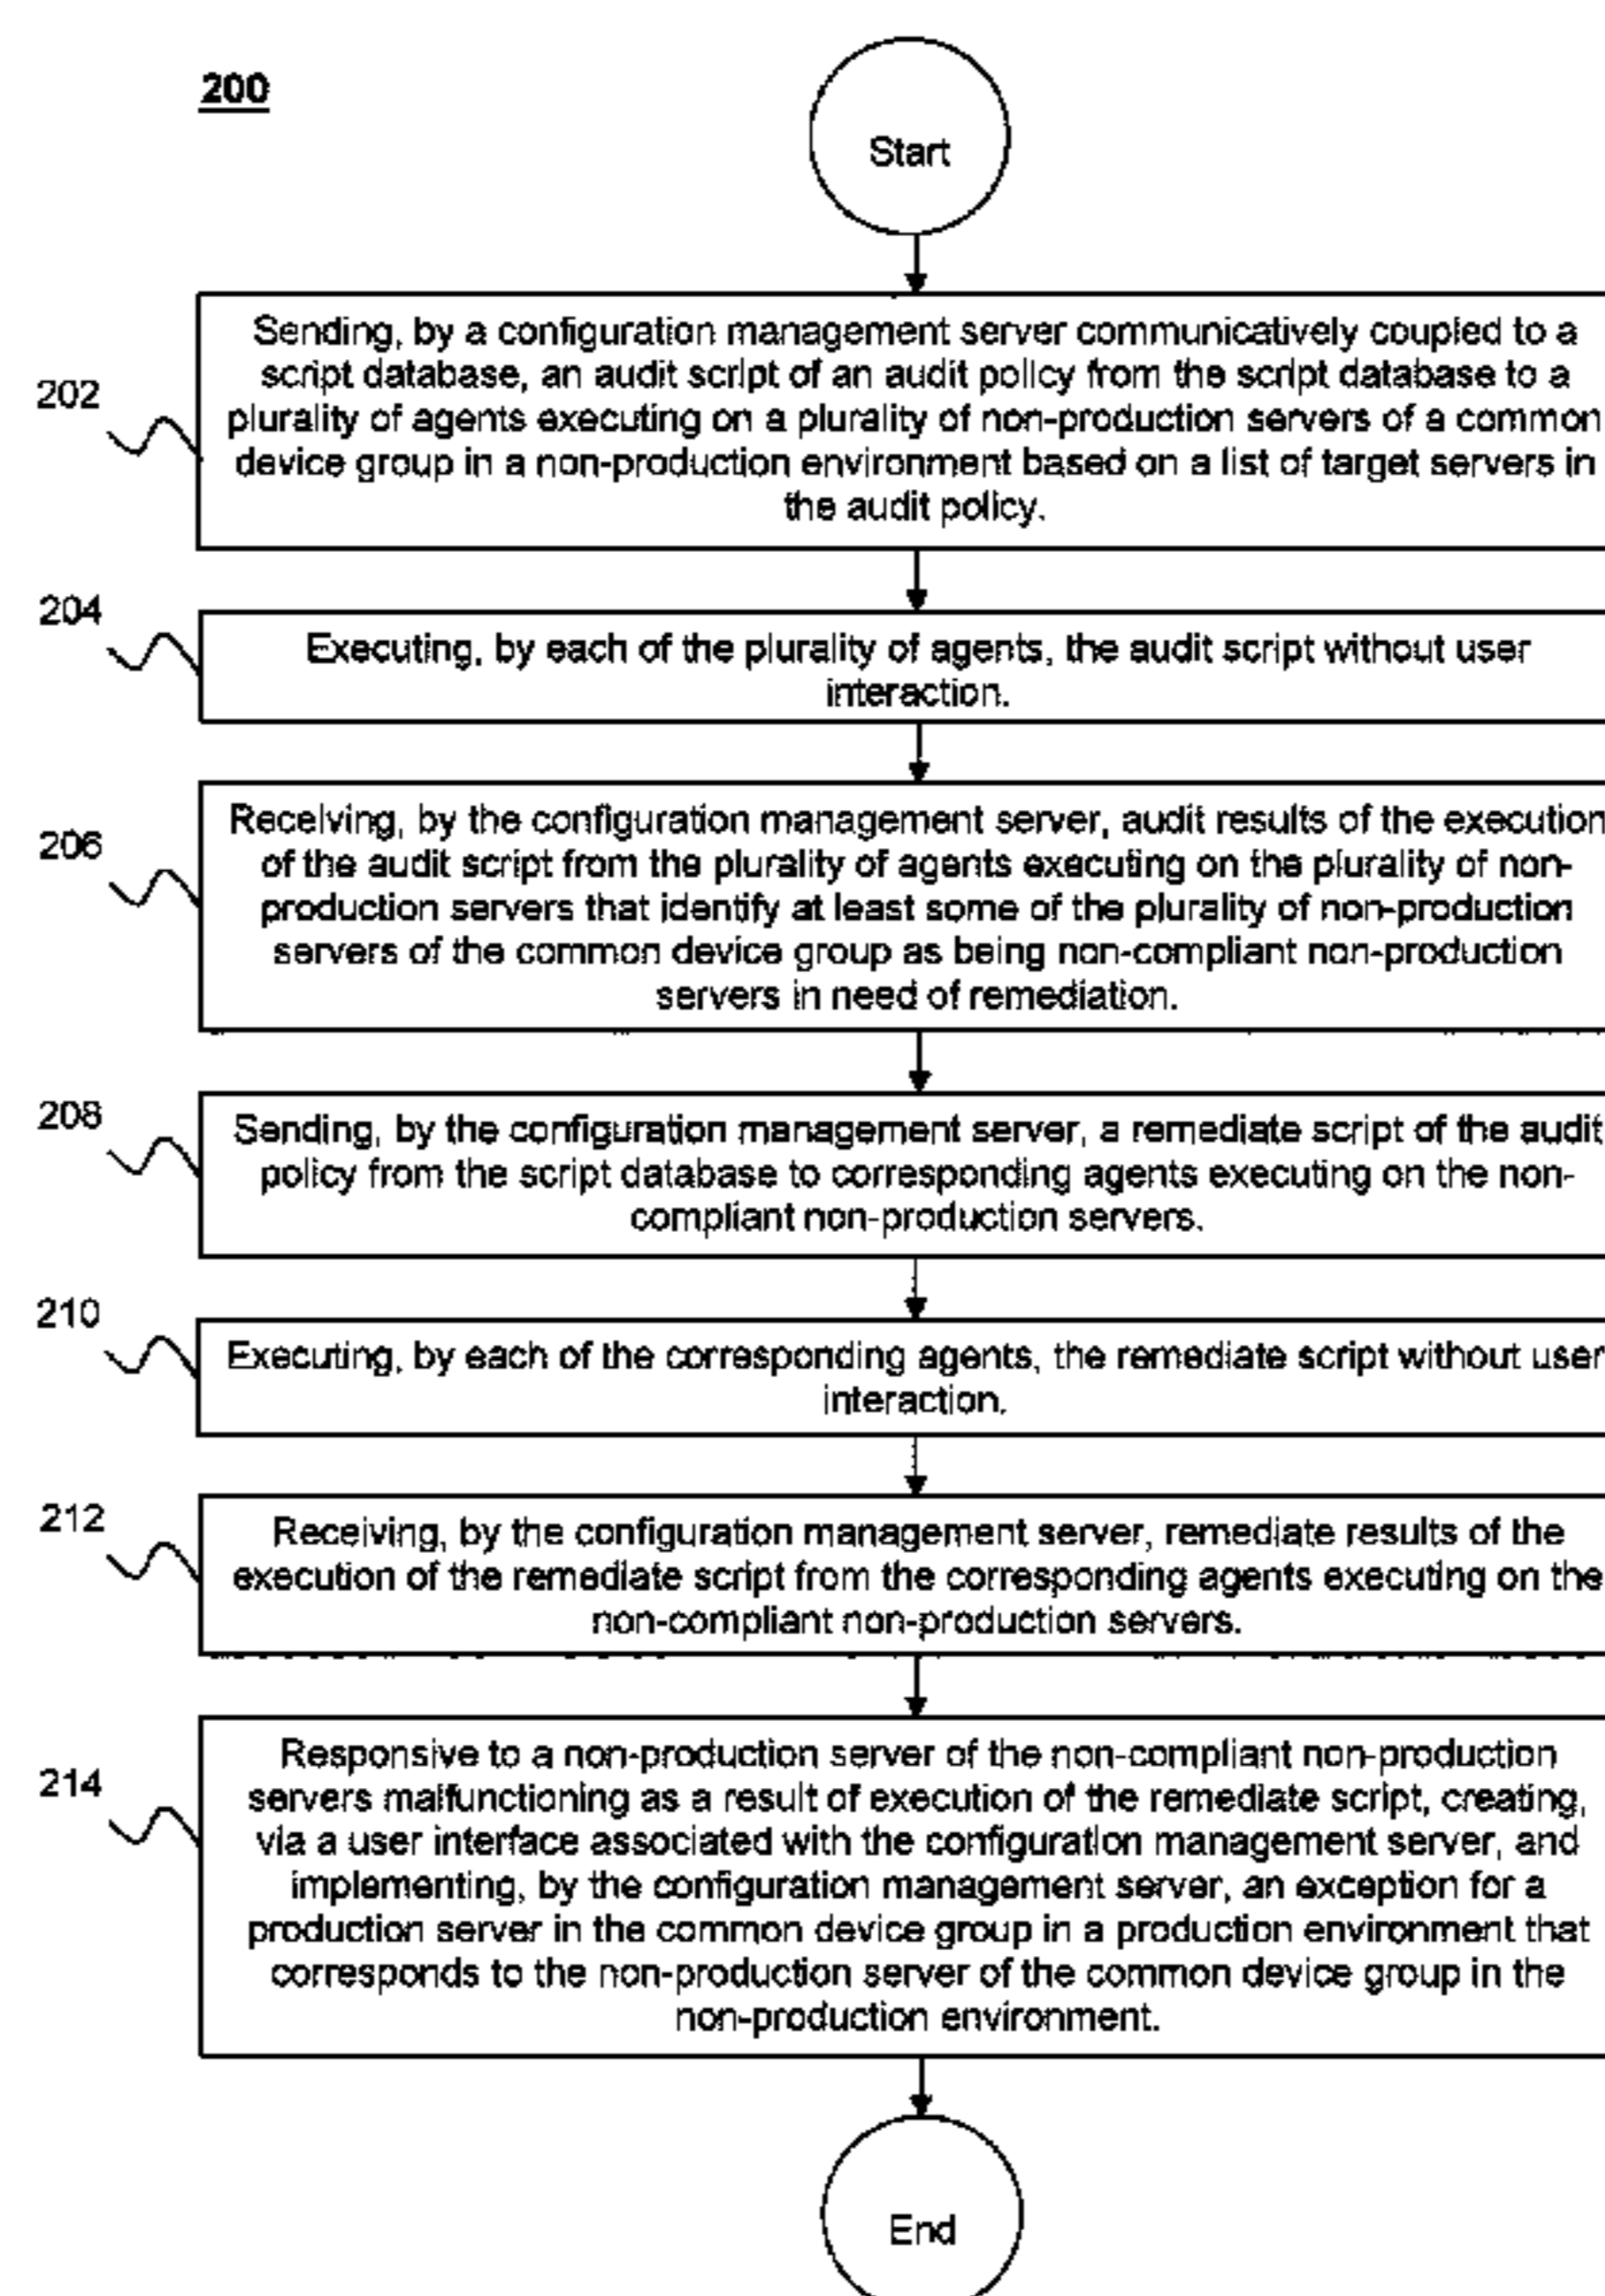 200
Start
202
Sending, by a configuration management server communicatively coupled to a
script database, an audit script of an audit policy from the script database to a
plurality of agents executing on a plurality of non-production servers of a common
device group in a non-production environment based on a list of target servers in
the audit policy.
204
Executing, by each of the plurality of agents, the audit script without user
interaction.
206
Receiving, by the configuration management server, audit results of the execution
of the audit script from the plurality of agents executing on the plurality of non-
production servers that identify at least some of the plurality of non-production
servers of the common device group as being non-compliant non-production
servers in need of remediation.
208
Sending, by the configuration management server, a remediate script of the audit
policy from the script database to corresponding agents executing on the non-
compliant non-production servers.
210
Executing, by each of the corresponding agents, the remediate script without user
interaction.
212
Receiving, by the configuration management server, remediate results of the
execution of the remediate script from the corresponding agents executing on the
non-compliant non-production servers.
214
Responsive to a non-production server of the non-compliant non-production
servers malfunctioning as a result of execution of the remediate script, creating,
via a user interface associated with the configuration management server, and
implementing, by the configuration management server, an exception for a
production server in the common device group in a production environment that
corresponds to the non-production server of the common device group in the
non-production environment.
End